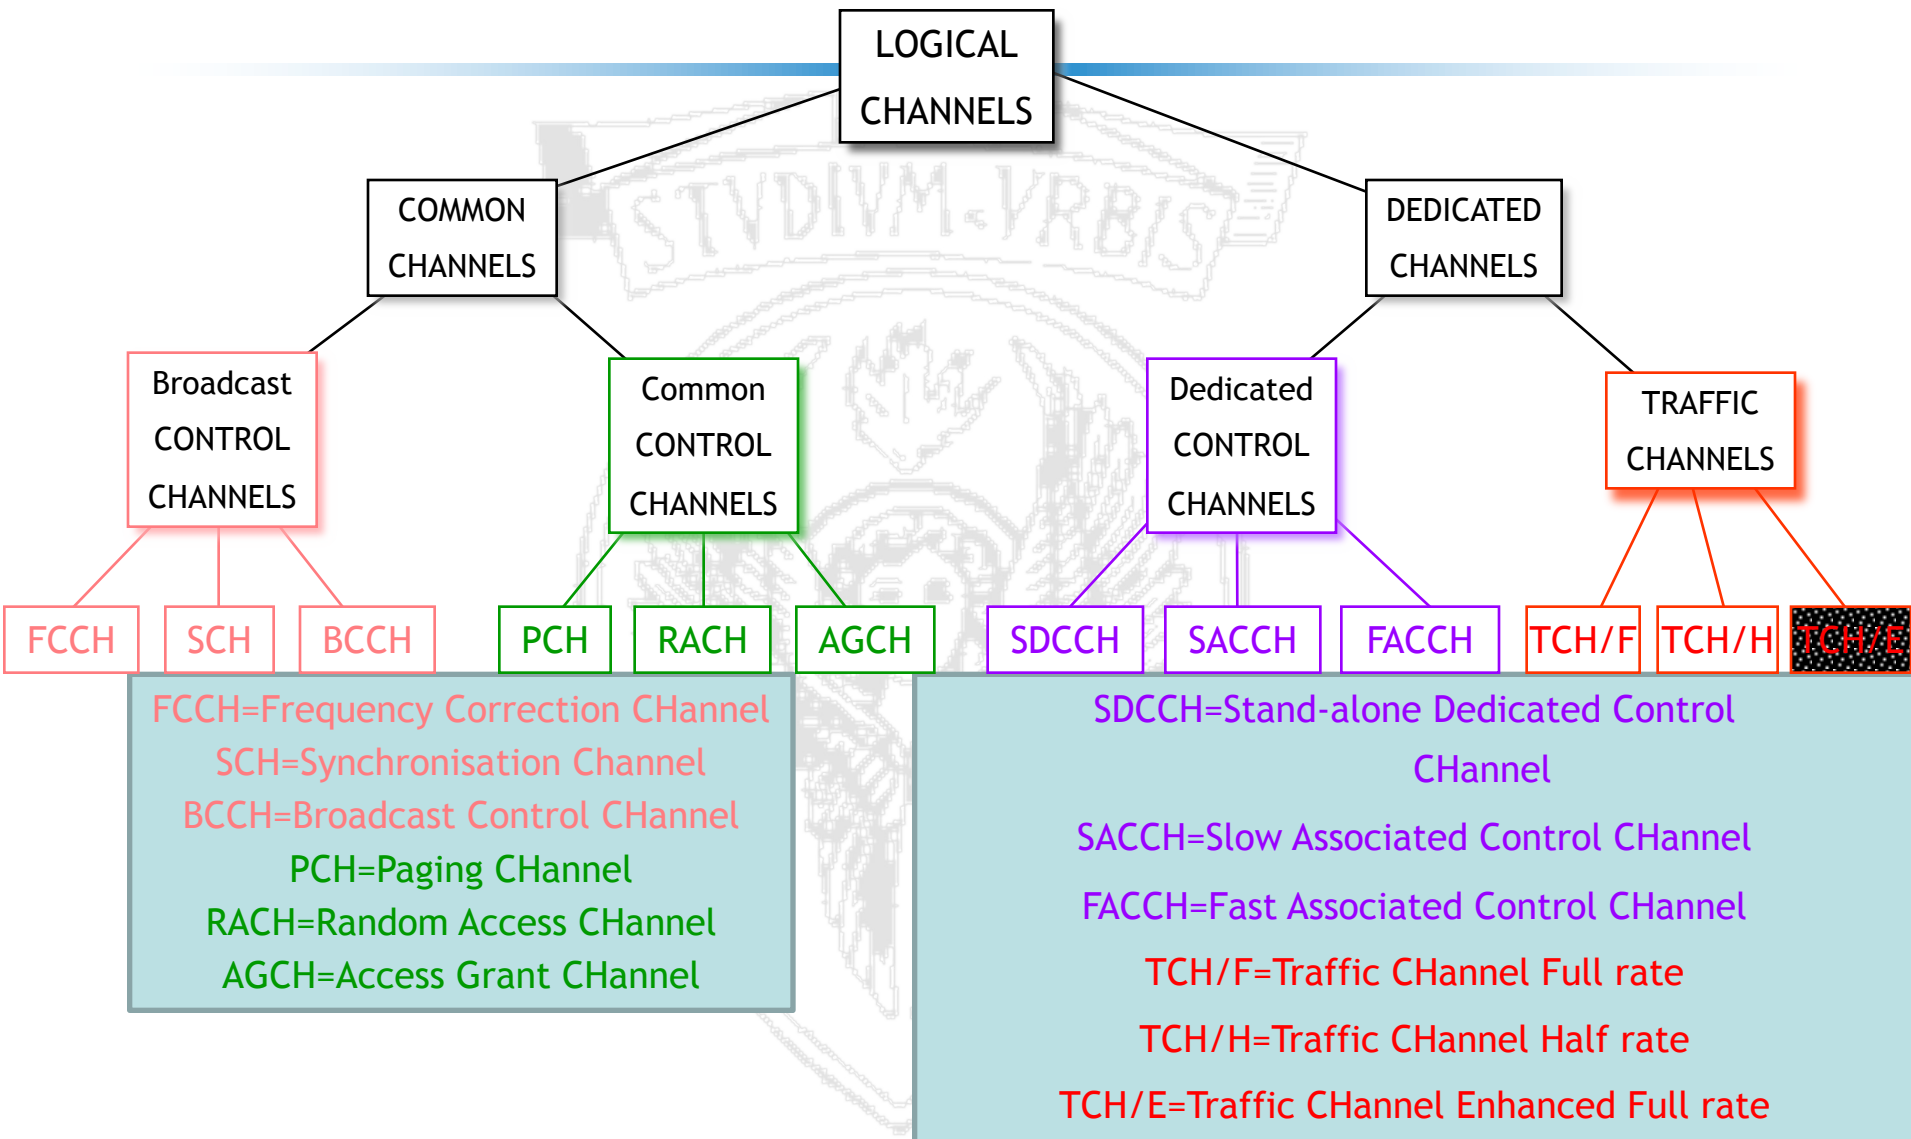 LOGICAL
CHANNELS
STVDIVM VRBIS
COMMON
CHANNELS
DEDICATED
CHANNELS
Broadcast
CONTROL
CHANNELS
Common
CONTROL
CHANNELS
Dedicated
CONTROL
CHANNELS
TRAFFIC
CHANNELS
FCCH
SCH
BCCH
PCH
RACH
AGCH
SDCCH
SACCH
FACCH
TCH/F
TCH/H
TCH/E
FCCH=Frequency Correction CHannel
SCH=Synchronisation Channel
BCCH=Broadcast Control CHannel
PCH=Paging CHannel
RACH=Random Access CHannel
AGCH=Access Grant CHannel
SDCCH=Stand-alone Dedicated Control
CHannel
SACCH=Slow Associated Control CHannel
FACCH=Fast Associated Control CHannel
TCH/F=Traffic CHannel Full rate
TCH/H=Traffic CHannel Half rate
TCH/E=Traffic CHannel Enhanced Full rate